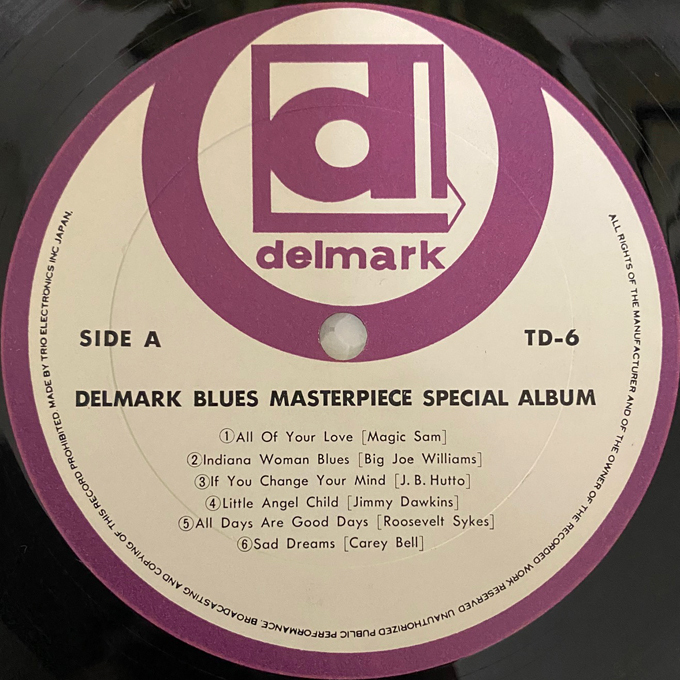 d
delmark
SIDE A
TD-6
DELMARK BLUES MASTERPIECE SPECIAL ALBUM
①All Of Your Love [Magic Sam]
②Indiana Woman Blues [Big Joe Williams]
③If You Change Your Mind [J. B. Hutto]
④Little Angel Child [Jimmy Dawkins]
⑤All Days Are Good Days [Roosevelt Sykes]
⑥Sad Dreams [Carey Bell]
ALL RIGHTS OF THE MANUFACTURER AND OF THE OWNER OF THE RECORDED WORK RESERVED UNAUTHORIZED PUBLIC PERFORMANCE. BROADCASTING AND COPYING OF THIS RECORD PROHIBITED. MADE BY TRIO ELECTRONICS INC JAPAN.